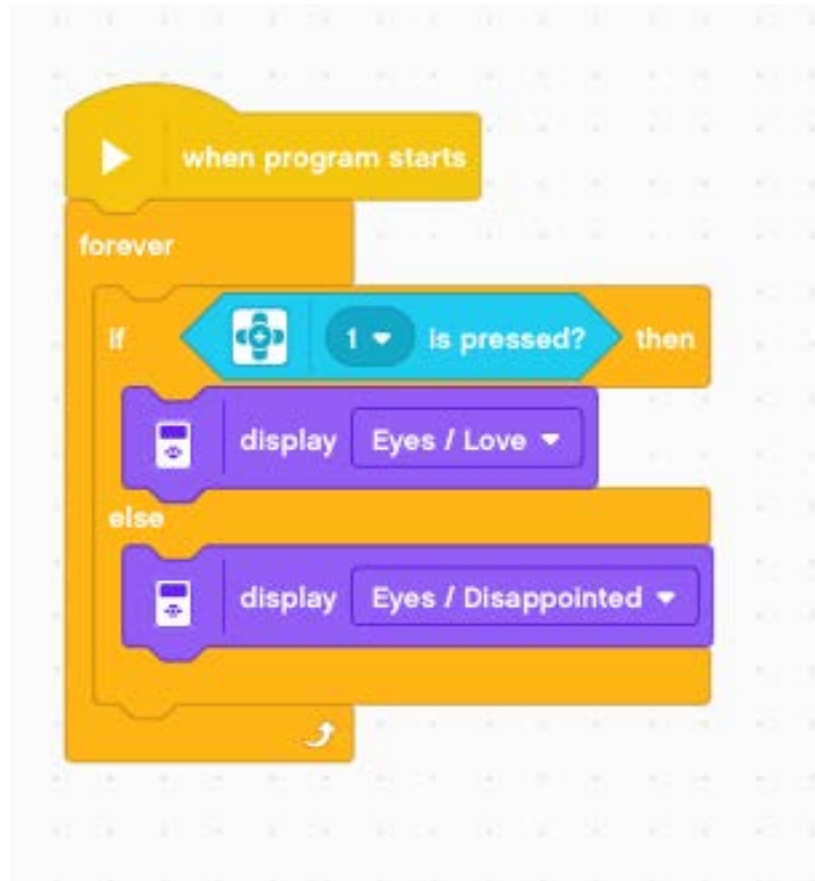 when program starts
forever
if 1 is pressed? then
display Eyes / Love
else
display Eyes / Disappointed